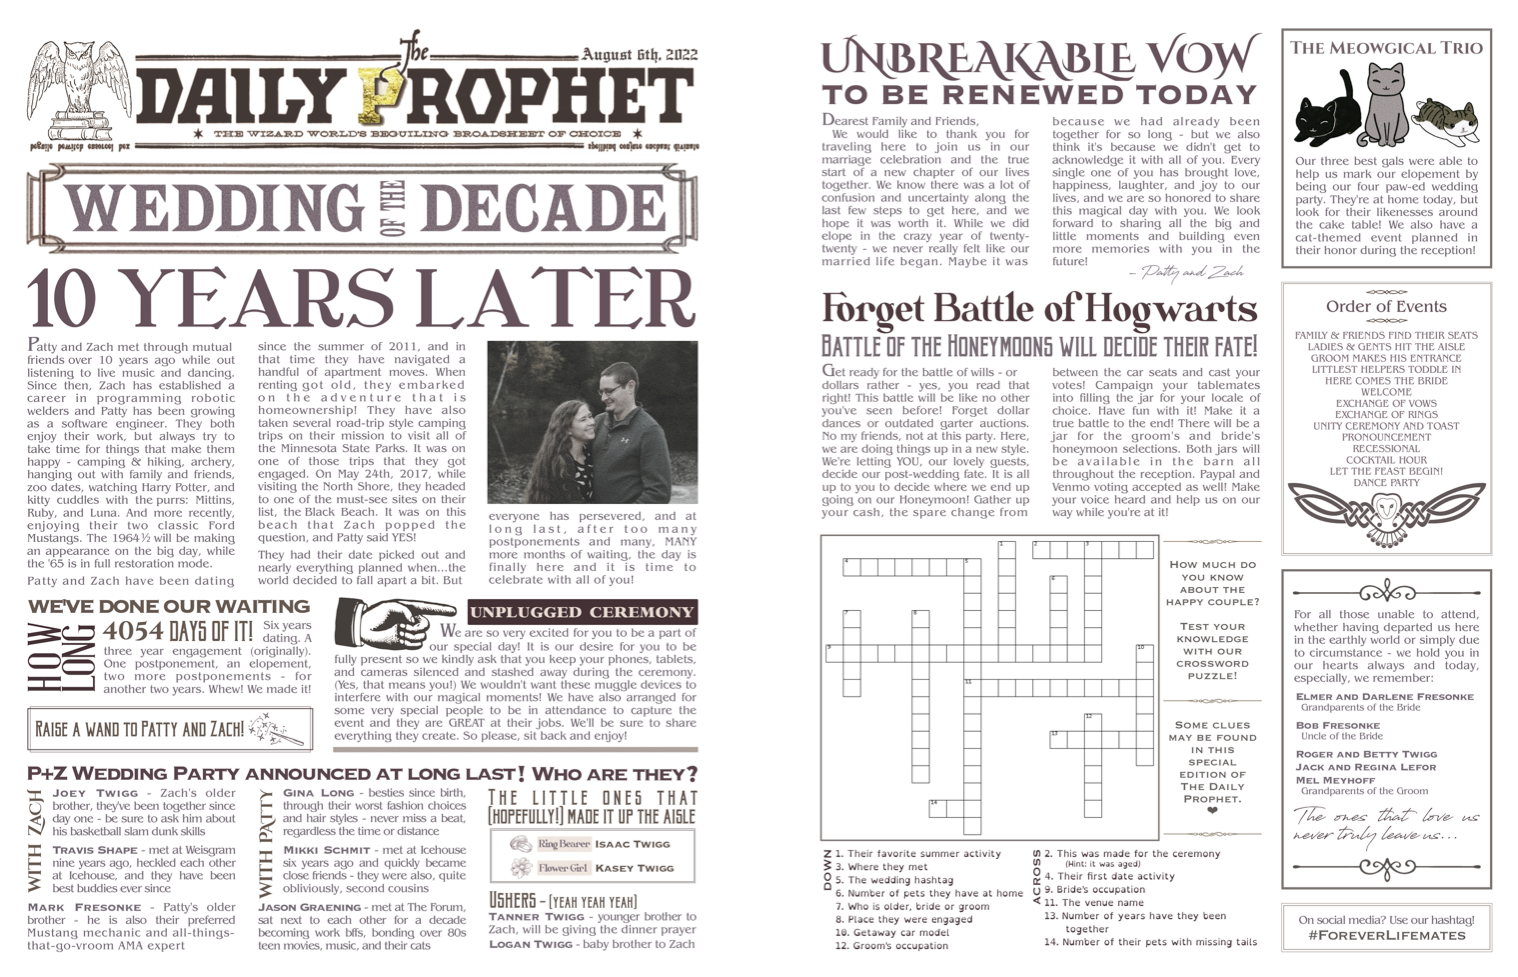 The
August 6th, 2022
DAILY PROPHET
THE WIZARD WORLD'S BEGUILING BROADSHEET OF CHOICE
WEDDING OF THE DECADE
10 YEARS LATER
Patty and Zach met through mutual
friends over 10 years ago while out
listening to live music and dancing.
Since then, Zach has established a
career in programming robotic
welders and Patty has been growing
as a software engineer. They both
enjoy their work, but always try to
take time for things that make them
happy - camping & hiking, archery,
hanging out with family and friends,
zoo dates, watching Harry Potter, and
kitty cuddles with the purrs: Mittins,
Ruby, and Luna. And more recently,
enjoying their two classic Ford
Mustangs. The 1964½ will be making
an appearance on the big day, while
the '65 is in full restoration mode.
Patty and Zach have been dating
since the summer of 2011, and in
that time they have navigated a
handful of apartment moves. When
renting got old, they embarked
on the adventure that is
homeownership! They have also
taken several road-trip style camping
trips on their mission to visit all of
the Minnesota State Parks. It was on
one of those trips that they got
engaged. On May 24th, 2017, while
visiting the North Shore, they headed
to one of the must-see sites on their
list, the Black Beach. It was on this
beach that Zach popped the
question, and Patty said YES!
They had their date picked out and
nearly everything planned when...the
world decided to fall apart a bit. But
everyone has persevered, and at
long last, after too many
postponements and many, MANY
more months of waiting, the day is
finally here and it is time to
celebrate with all of you!
WE'VE DONE OUR WAITING
HOW LONG
4054 DAYS OF IT! Six years
dating. A
three year engagement (originally).
One postponement, an elopement,
two more postponements - for
another two years. Whew! We made it!
RAISE A WAND TO PATTY AND ZACH!
UNPLUGGED CEREMONY
We are so very excited for you to be a part of
our special day! It is our desire for you to be
fully present so we kindly ask that you keep your phones, tablets,
and cameras silenced and stashed away during the ceremony.
(Yes, that means you!) We wouldn't want these muggle devices to
interfere with our magical moments! We have also arranged for
some very special people to be in attendance to capture the
event and they are GREAT at their jobs. We'll be sure to share
everything they create. So please, sit back and enjoy!
P+Z WEDDING PARTY ANNOUNCED AT LONG LAST! WHO ARE THEY?
WITH ZACH
JOEY TWIGG - Zach's older
brother, they've been together since
day one - be sure to ask him about
his basketball slam dunk skills
TRAVIS SHAPE - met at Weisgram
nine years ago, heckled each other
at Icehouse, and they have been
best buddies ever since
MARK FRESONKE - Patty's older
brother - he is also their preferred
Mustang mechanic and all-things-
that-go-vroom AMA expert
WITH PATTY
GINA LONG - besties since birth,
through their worst fashion choices
and hair styles - never miss a beat,
regardless the time or distance
MIKKI SCHMIT - met at Icehouse
six years ago and quickly became
close friends - they were also, quite
obliviously, second cousins
JASON GRAENING - met at The Forum,
sat next to each other for a decade
becoming work bffs, bonding over 80s
teen movies, music, and their cats
THE LITTLE ONES THAT
[HOPEFULLY!] MADE IT UP THE AISLE
Ring Bearer ISAAC TWIGG
Flower Girl KASEY TWIGG
USHERS - [YEAH YEAH YEAH]
TANNER TWIGG - younger brother to
Zach, will be giving the dinner prayer
LOGAN TWIGG - baby brother to Zach
UNBREAKABLE VOW
TO BE RENEWED TODAY
Dearest Family and Friends,
We would like to thank you for
traveling here to join us in our
marriage celebration and the true
start of a new chapter of our lives
together. We know there was a lot of
confusion and uncertainty along the
last few steps to get here, and we
hope it was worth it. While we did
elope in the crazy year of twenty-
twenty - we never really felt like our
married life began. Maybe it was
because we had already been
together for so long - but we also
think it's because we didn't get to
acknowledge it with all of you. Every
single one of you has brought love,
happiness, laughter, and joy to our
lives, and we are so honored to share
this magical day with you. We look
forward to sharing all the big and
little moments and building even
more memories with you in the
future!
- Patty and Zach
Forget Battle of Hogwarts
BATTLE OF THE HONEYMOONS WILL DECIDE THEIR FATE!
Get ready for the battle of wills - or
dollars rather - yes, you read that
right! This battle will be like no other
you've seen before! Forget dollar
dances or outdated garter auctions.
No my friends, not at this party. Here,
we are doing things up in a new style.
We're letting YOU, our lovely guests,
decide our post-wedding fate. It is all
up to you to decide where we end up
going on our Honeymoon! Gather up
your cash, the spare change from
between the car seats and cast your
votes! Campaign your tablemates
into filling the jar for your locale of
choice. Have fun with it! Make it a
true battle to the end! There will be a
jar for the groom's and bride's
honeymoon selections. Both jars will
be available in the barn all
throughout the reception. Paypal and
Venmo voting accepted as well! Make
your voice heard and help us on our
way while you're at it!
1
2
3
4
5
6
7
8
9
10
11
12
13
14
HOW MUCH DO
YOU KNOW
ABOUT THE
HAPPY COUPLE?
TEST YOUR
KNOWLEDGE
WITH OUR
CROSSWORD
PUZZLE!
SOME CLUES
MAY BE FOUND
IN THIS
SPECIAL
EDITION OF
THE DAILY
PROPHET.
DOWN
1. Their favorite summer activity
3. Where they met
5. The wedding hashtag
6. Number of pets they have at home
7. Who is older, bride or groom
8. Place they were engaged
10. Getaway car model
12. Groom's occupation
ACROSS
2. This was made for the ceremony
(Hint: it was aged)
4. Their first date activity
9. Bride's occupation
11. The venue name
13. Number of years have they been
together
14. Number of their pets with missing tails
THE MEOWGICAL TRIO
Our three best gals were able to
help us mark our elopement by
being our four paw-ed wedding
party. They're at home today, but
look for their likenesses around
the cake table! We also have a
cat-themed event planned in
their honor during the reception!
Order of Events
FAMILY & FRIENDS FIND THEIR SEATS
LADIES & GENTS HIT THE AISLE
GROOM MAKES HIS ENTRANCE
LITTLEST HELPERS TODDLE IN
HERE COMES THE BRIDE
WELCOME
EXCHANGE OF VOWS
EXCHANGE OF RINGS
UNITY CEREMONY AND TOAST
PRONOUNCEMENT
RECESSIONAL
COCKTAIL HOUR
LET THE FEAST BEGIN!
DANCE PARTY
For all those unable to attend,
whether having departed us here
in the earthly world or simply due
to circumstance - we hold you in
our hearts always and today,
especially, we remember:
ELMER AND DARLENE FRESONKE
Grandparents of the Bride
BOB FRESONKE
Uncle of the Bride
ROGER AND BETTY TWIGG
JACK AND REGINA LEFOR
MEL MEYHOFF
Grandparents of the Groom
The ones that love us
never truly leave us...
On social media? Use our hashtag!
#FOREVERLIFEMATES